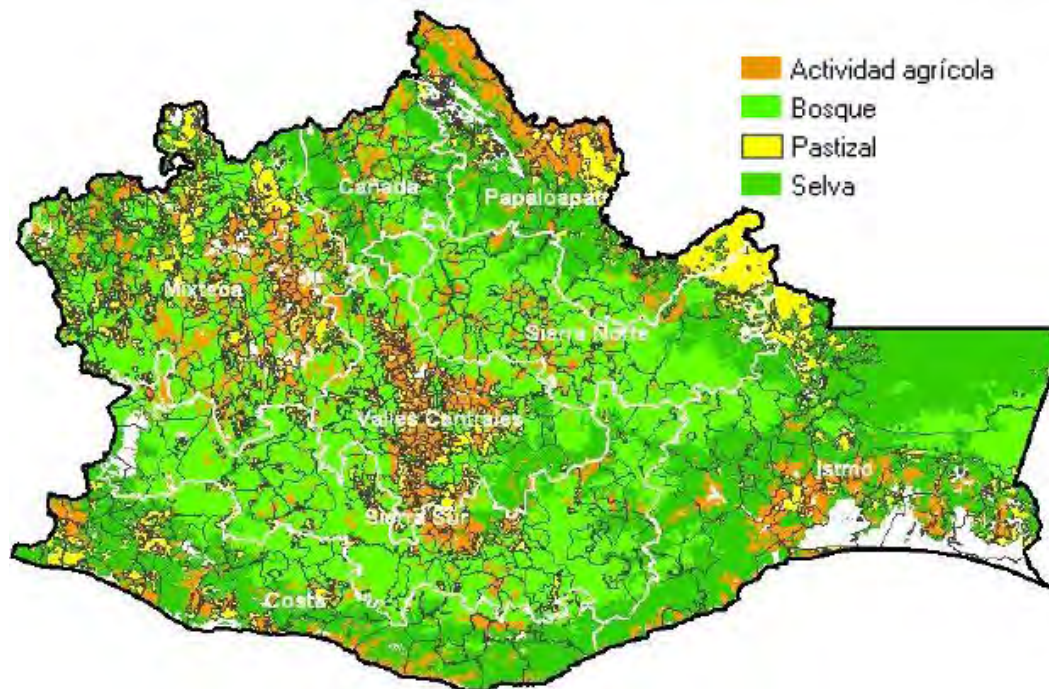 Actividad agrícola
Bosque
Pastizal
Selva
Cañada
Papaloapan
Mixteca
Sierra Norte
Valles Centrales
Istmo
Sierra Sur
Costa